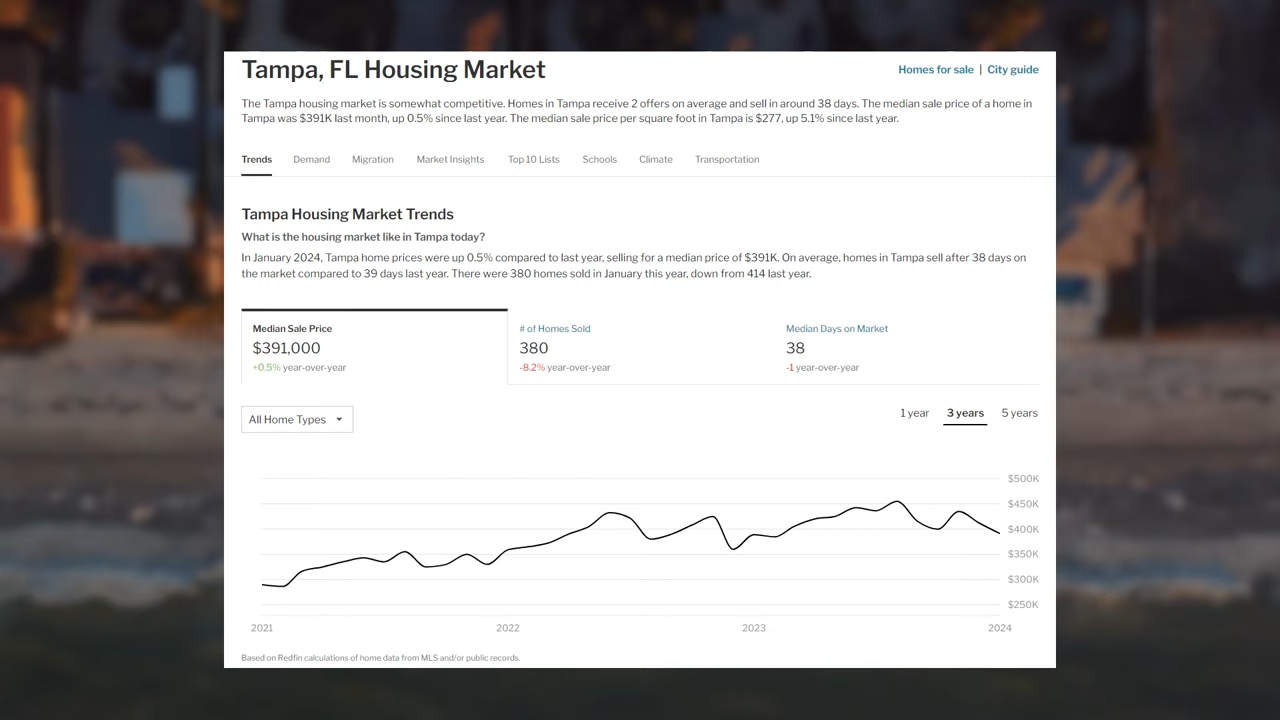 Tampa, FL Housing Market
Homes for sale | City guide
The Tampa housing market is somewhat competitive. Homes in Tampa receive 2 offers on average and sell in around 38 days. The median sale price of a home in
Tampa was $391K last month, up 0.5% since last year. The median sale price per square foot in Tampa is $277, up 5.1% since last year.
Trends Demand Migration Market Insights Top 10 Lists Schools Climate Transportation
Tampa Housing Market Trends
What is the housing market like in Tampa today?
In January 2024, Tampa home prices were up 0.5% compared to last year, selling for a median price of $391K. On average, homes in Tampa sell after 38 days on
the market compared to 39 days last year. There were 380 homes sold in January this year, down from 414 last year.
Median Sale Price
$391,000
+0.5% year-over-year
# of Homes Sold
380
-8.2% year-over-year
Median Days on Market
38
-1 year-over-year
All Home Types
1 year 3 years 5 years
$500K
$450K
$400K
$350K
$300K
$250K
2021 2022 2023 2024
Based on Redfin calculations of home data from MLS and/or public records.